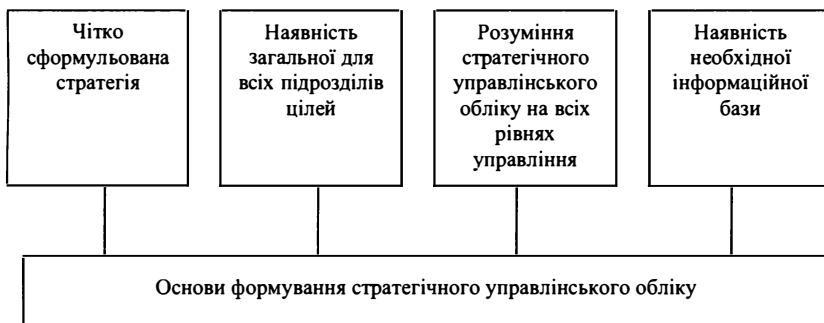 Чітко
сформульована
стратегія
Наявність
загальної для
всіх підрозділів
цілей
Розуміння
стратегічного
управлінського
обліку на всіх
рівнях
управління
Наявність
необхідної
інформаційної
бази
Основи формування стратегічного управлінського обліку